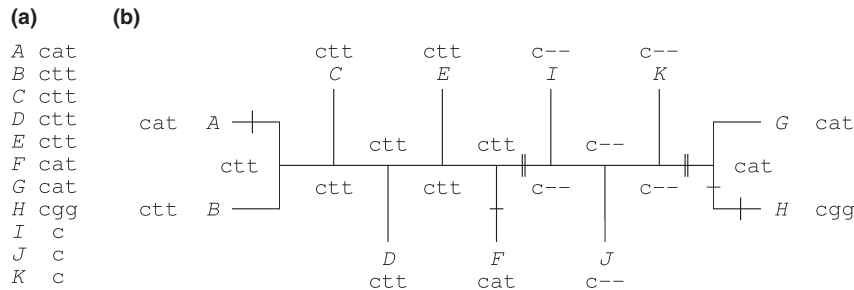 (a)
A cat
B ctt
C ctt
D ctt
E ctt
F cat
G cat
H cgg
I c
J c
K c
(b)
ctt ctt c-- c--
C E I K
cat A G cat
ctt ctt c--
ctt cat
ctt ctt c-- c--
ctt B H cgg
D F J
ctt cat c--